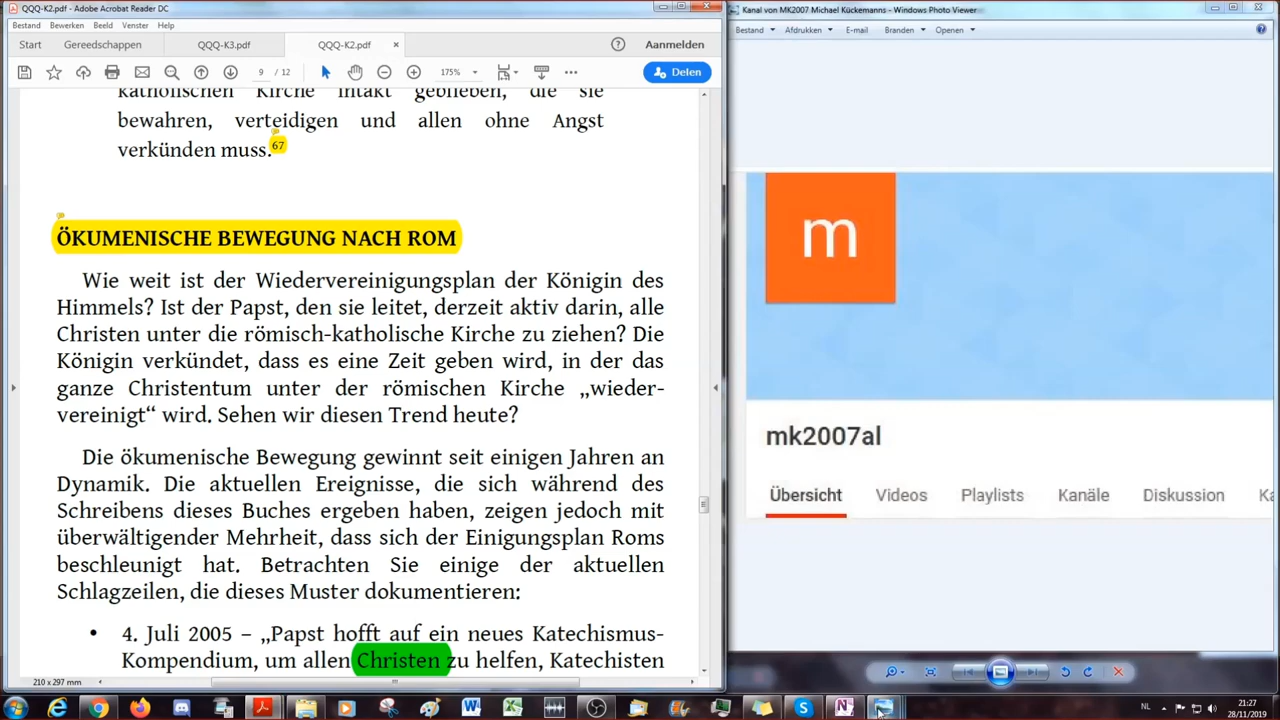 QQQ-K2.pdf - Adobe Acrobat Reader DC
Bestand Bewerken Beeld Venster Help
Start Gereedschappen QQQ-K3.pdf QQQ-K2.pdf × Aanmelden
9 / 12 175% Delen
katholischen Kirche intakt geblieben, die sie
bewahren, verteidigen und allen ohne Angst
verkünden muss.67
ÖKUMENISCHE BEWEGUNG NACH ROM
Wie weit ist der Wiedervereinigungsplan der Königin des
Himmels? Ist der Papst, den sie leitet, derzeit aktiv darin, alle
Christen unter die römisch-katholische Kirche zu ziehen? Die
Königin verkündet, dass es eine Zeit geben wird, in der das
ganze Christentum unter der römischen Kirche „wieder-
vereinigt“ wird. Sehen wir diesen Trend heute?
Die ökumenische Bewegung gewinnt seit einigen Jahren an
Dynamik. Die aktuellen Ereignisse, die sich während des
Schreibens dieses Buches ergeben haben, zeigen jedoch mit
überwältigender Mehrheit, dass sich der Einigungsplan Roms
beschleunigt hat. Betrachten Sie einige der aktuellen
Schlagzeilen, die dieses Muster dokumentieren:
• 4. Juli 2005 – „Papst hofft auf ein neues Katechismus-
Kompendium, um allen Christen zu helfen, Katechisten
210 x 297 mm
Kanal von MK2007 Michael Kückemanns - Windows Photo Viewer
Bestand Afdrukken E-mail Branden Openen
m
mk2007al
Übersicht Videos Playlists Kanäle Diskussion Ka
NL 21:27
28/11/2019